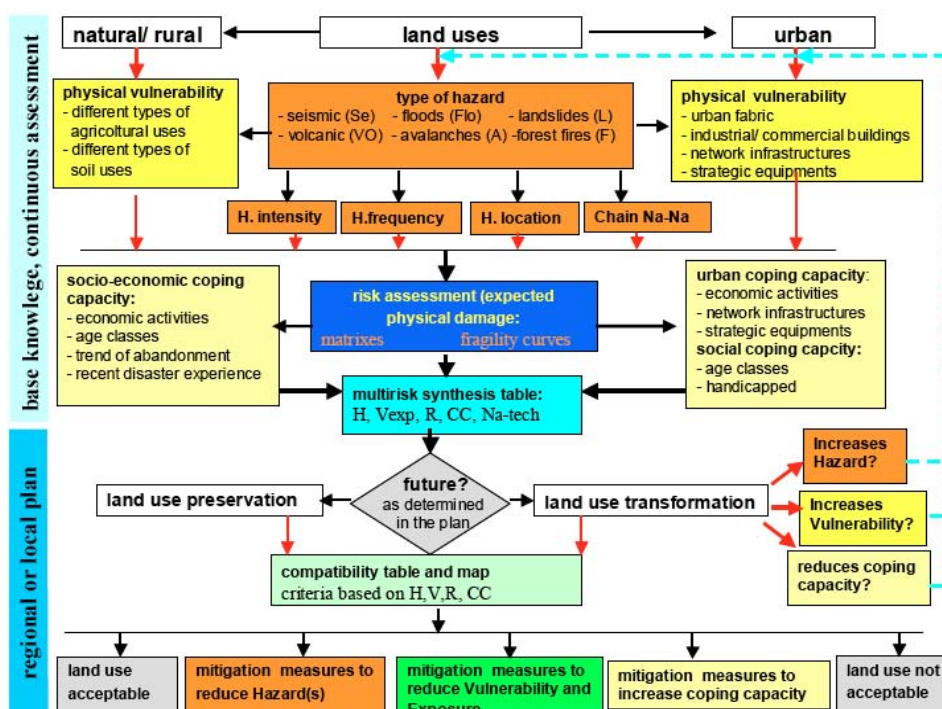 natural/ rural
land uses
urban
base knowlege, continuous assessment
physical vulnerability
- different types of
agricoltural uses
- different types of
soil uses
type of hazard
- seismic (Se) - floods (Flo) - landslides (L)
- volcanic (VO) - avalanches (A) -forest fires (F)
physical vulnerability
- urban fabric
- industrial/ commercial buildings
- network infrastructures
- strategic equipments
H. intensity
H.frequency
H. location
Chain Na-Na
socio-economic coping
capacity:
- economic activities
- age classes
- trend of abandonment
- recent disaster experience
risk assessment (expected
physical damage:
matrixes fragility curves
urban coping capacity:
- economic activities
- network infrastructures
- strategic equipments
social coping capcity:
- age classes
- handicapped
multirisk synthesis table:
H, Vexp, R, CC, Na-tech
regional or local plan
future?
as determined
in the plan
land use preservation
land use transformation
Increases
Hazard?
Increases
Vulnerability?
reduces coping
capacity?
compatibility table and map
criteria based on H,V,R, CC
land use
acceptable
mitigation measures to
reduce Hazard(s)
mitigation measures to
reduce Vulnerability and
Exposure
mitigation measures to
increase coping capacity
land use not
acceptable